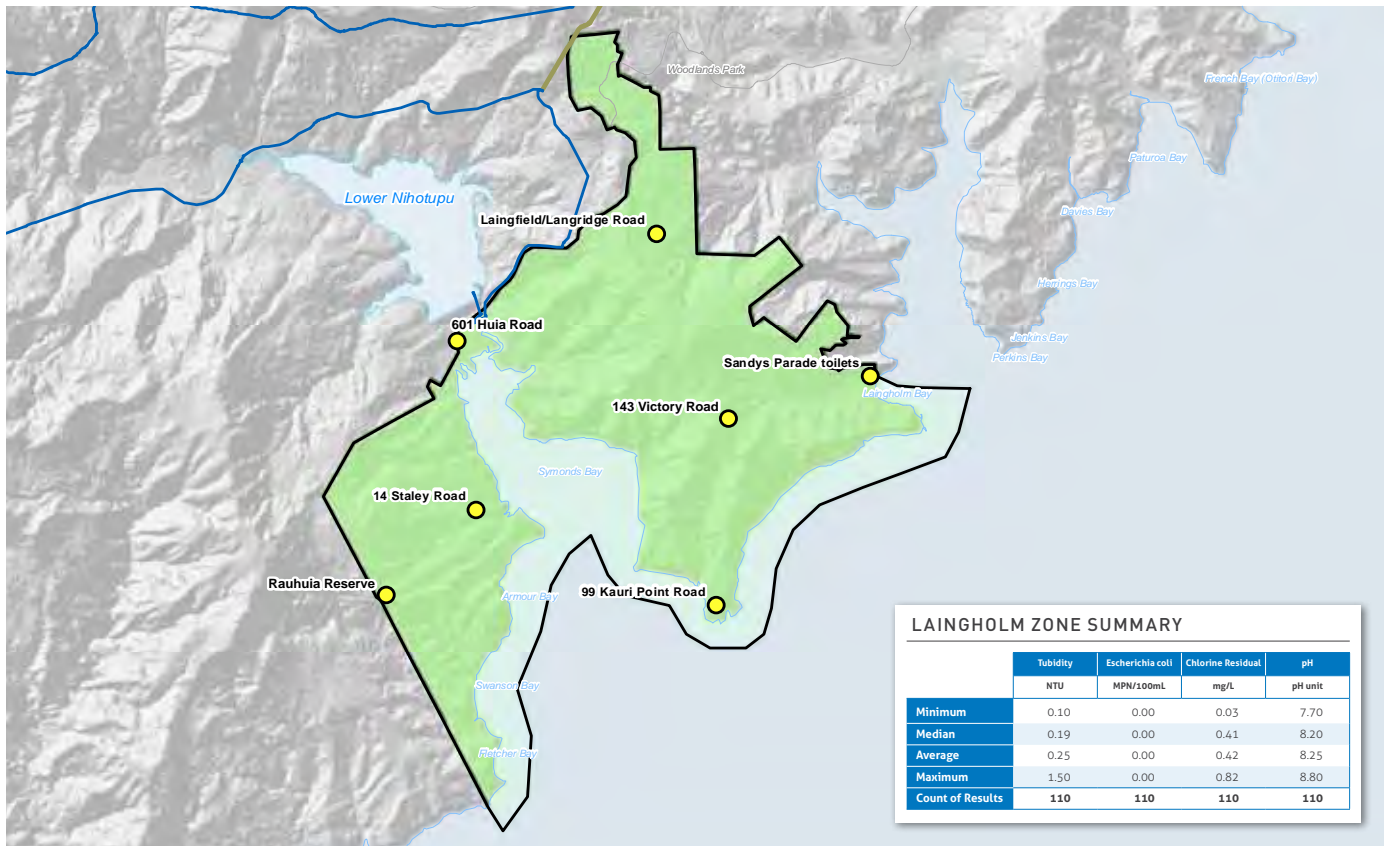 Woodlands Park
French Bay (Otitori Bay)
Paturoa Bay
Lower Nihotupu
Davies Bay
Laingfield/Langridge Road
Herrings Bay
601 Huia Road
Jenkins Bay
Perkins Bay
Sandys Parade toilets
Laingholm Bay
143 Victory Road
Symonds Bay
14 Staley Road
Rauhuia Reserve
99 Kauri Point Road
Armour Bay
Swanson Bay
Fletcher Bay
LAINGHOLM ZONE SUMMARY
Tubidity Escherichia coli Chlorine Residual pH
NTU MPN/100mL mg/L pH unit
Minimum 0.10 0.00 0.03 7.70
Median 0.19 0.00 0.41 8.20
Average 0.25 0.00 0.42 8.25
Maximum 1.50 0.00 0.82 8.80
Count of Results 110 110 110 110